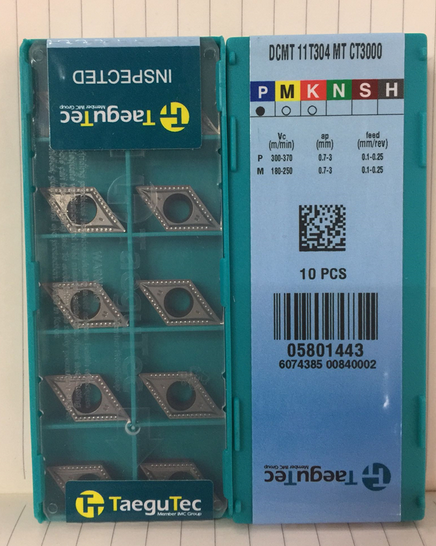 INSPECTED
TaeguTec
Member IMC Group
TaeguTec
Member IMC Group
DCMT 11T304 MT CT3000
P M K N S H
Vc ap feed
(m/min) (mm) (mm/rev)
P 300-370 0.7-3 0.1-0.25
M 180-250 0.7-3 0.1-0.25
10 PCS
05801443
6074385 00840002
TaeguTec
Member IMC Group